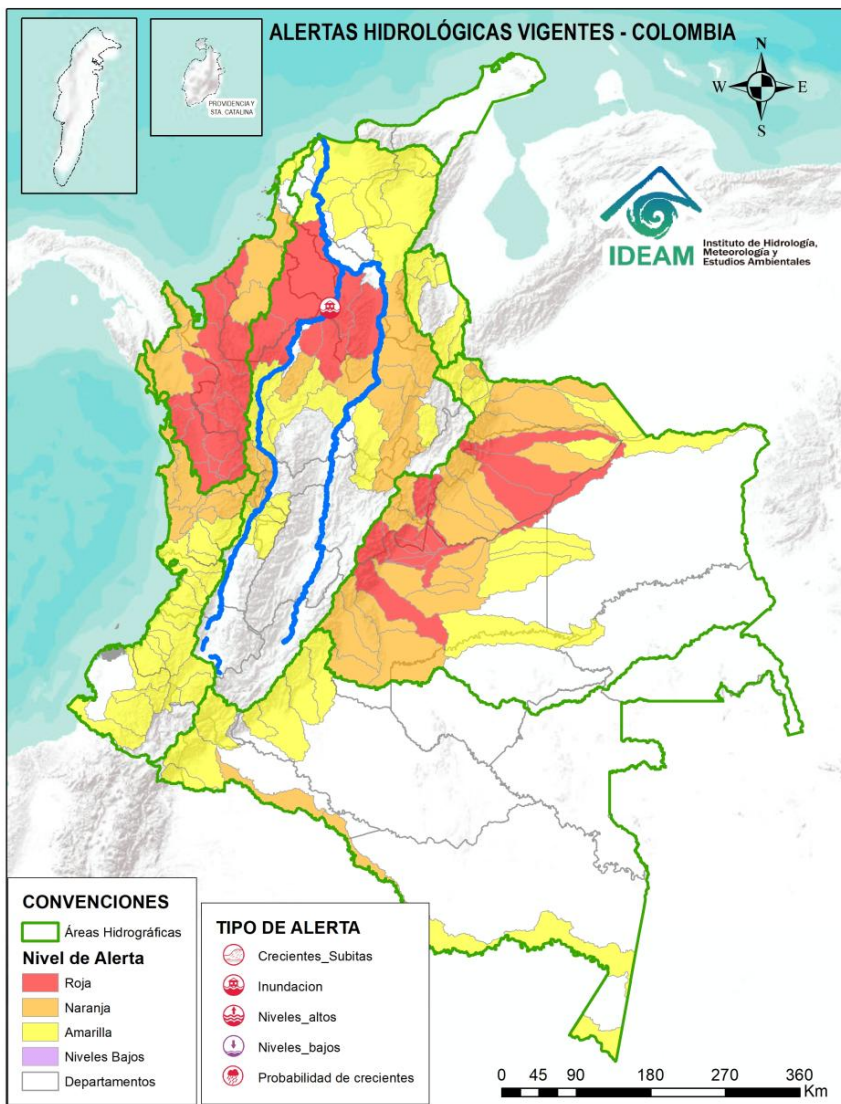 ALERTAS HIDROLÓGICAS VIGENTES - COLOMBIA
PROVIDENCIA Y
STA. CATALINA
N
W E
S
IDEAM
Instituto de Hidrología,
Meteorología y
Estudios Ambientales
CONVENCIONES
Áreas Hidrográficas
Nivel de Alerta
Roja
Naranja
Amarilla
Niveles Bajos
Departamentos
TIPO DE ALERTA
Crecientes_Subitas
Inundacion
Niveles_altos
Niveles_bajos
Probabilidad de crecientes
0 45 90 180 270 360
Km